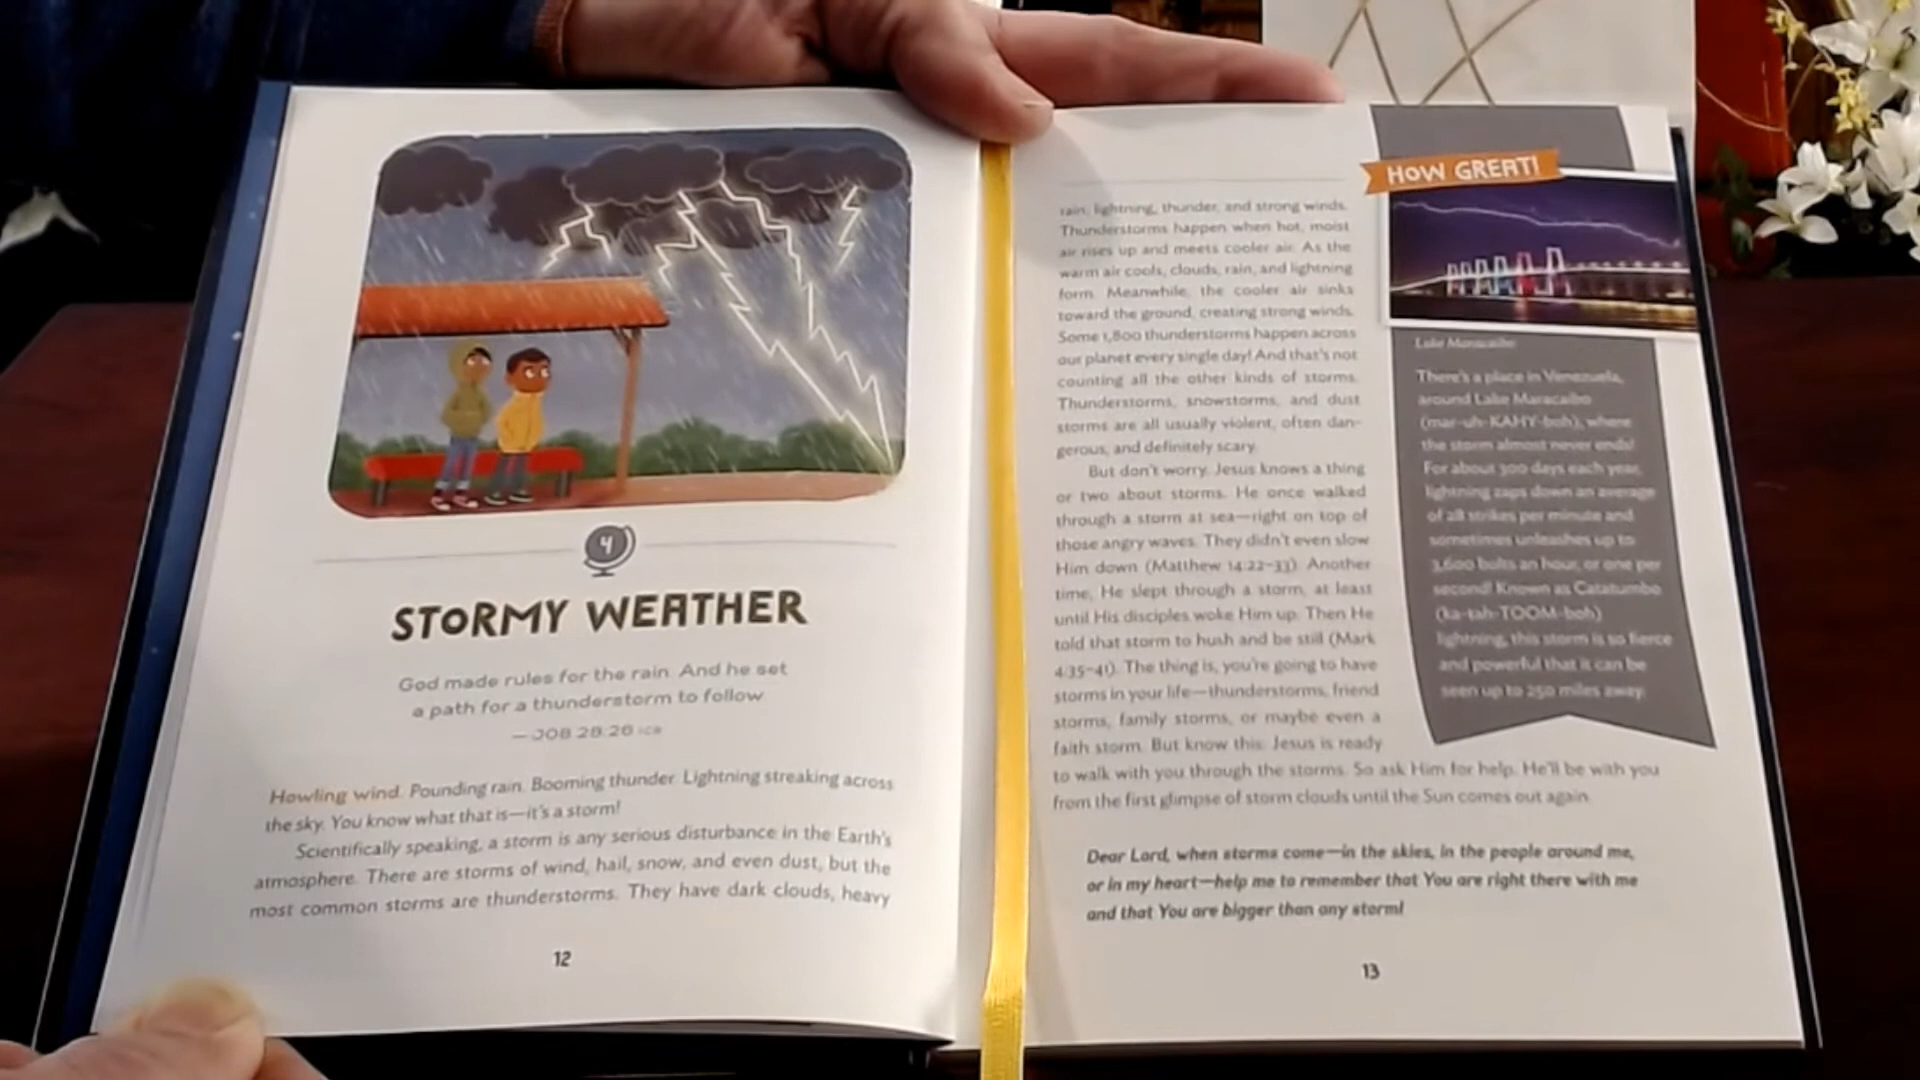 4
STORMY WEATHER
God made rules for the rain. And he set
a path for a thunderstorm to follow.
— JOB 28:26 ICB
Howling wind. Pounding rain. Booming thunder. Lightning streaking across
the sky. You know what that is—it's a storm!
Scientifically speaking, a storm is any serious disturbance in the Earth's
atmosphere. There are storms of wind, hail, snow, and even dust, but the
most common storms are thunderstorms. They have dark clouds, heavy
12
rain, lightning, thunder, and strong winds.
Thunderstorms happen when hot, moist
air rises up and meets cooler air. As the
warm air cools, clouds, rain, and lightning
form. Meanwhile, the cooler air sinks
toward the ground, creating strong winds.
Some 1,800 thunderstorms happen across
our planet every single day! And that's not
counting all the other kinds of storms.
Thunderstorms, snowstorms, and dust
storms are all usually violent, often dan-
gerous, and definitely scary.
But don't worry. Jesus knows a thing
or two about storms. He once walked
through a storm at sea—right on top of
those angry waves. They didn't even slow
Him down (Matthew 14:22–33). Another
time, He slept through a storm, at least
until His disciples woke Him up. Then He
told that storm to hush and be still (Mark
4:35–41). The thing is, you're going to have
storms in your life—thunderstorms, friend
storms, family storms, or maybe even a
faith storm. But know this: Jesus is ready
to walk with you through the storms. So ask Him for help. He'll be with you
from the first glimpse of storm clouds until the Sun comes out again.
Dear Lord, when storms come—in the skies, in the people around me,
or in my heart—help me to remember that You are right there with me
and that You are bigger than any storm!
13
HOW GREAT!
Lake Maracaibo
There's a place in Venezuela,
around Lake Maracaibo
(mar-uh-KAHY-boh), where
the storm almost never ends!
For about 300 days each year,
lightning zaps down an average
of 28 strikes per minute and
sometimes unleashes up to
3,600 bolts an hour, or one per
second! Known as Catatumbo
(ka-tah-TOOM-boh)
lightning, this storm is so fierce
and powerful that it can be
seen up to 250 miles away.